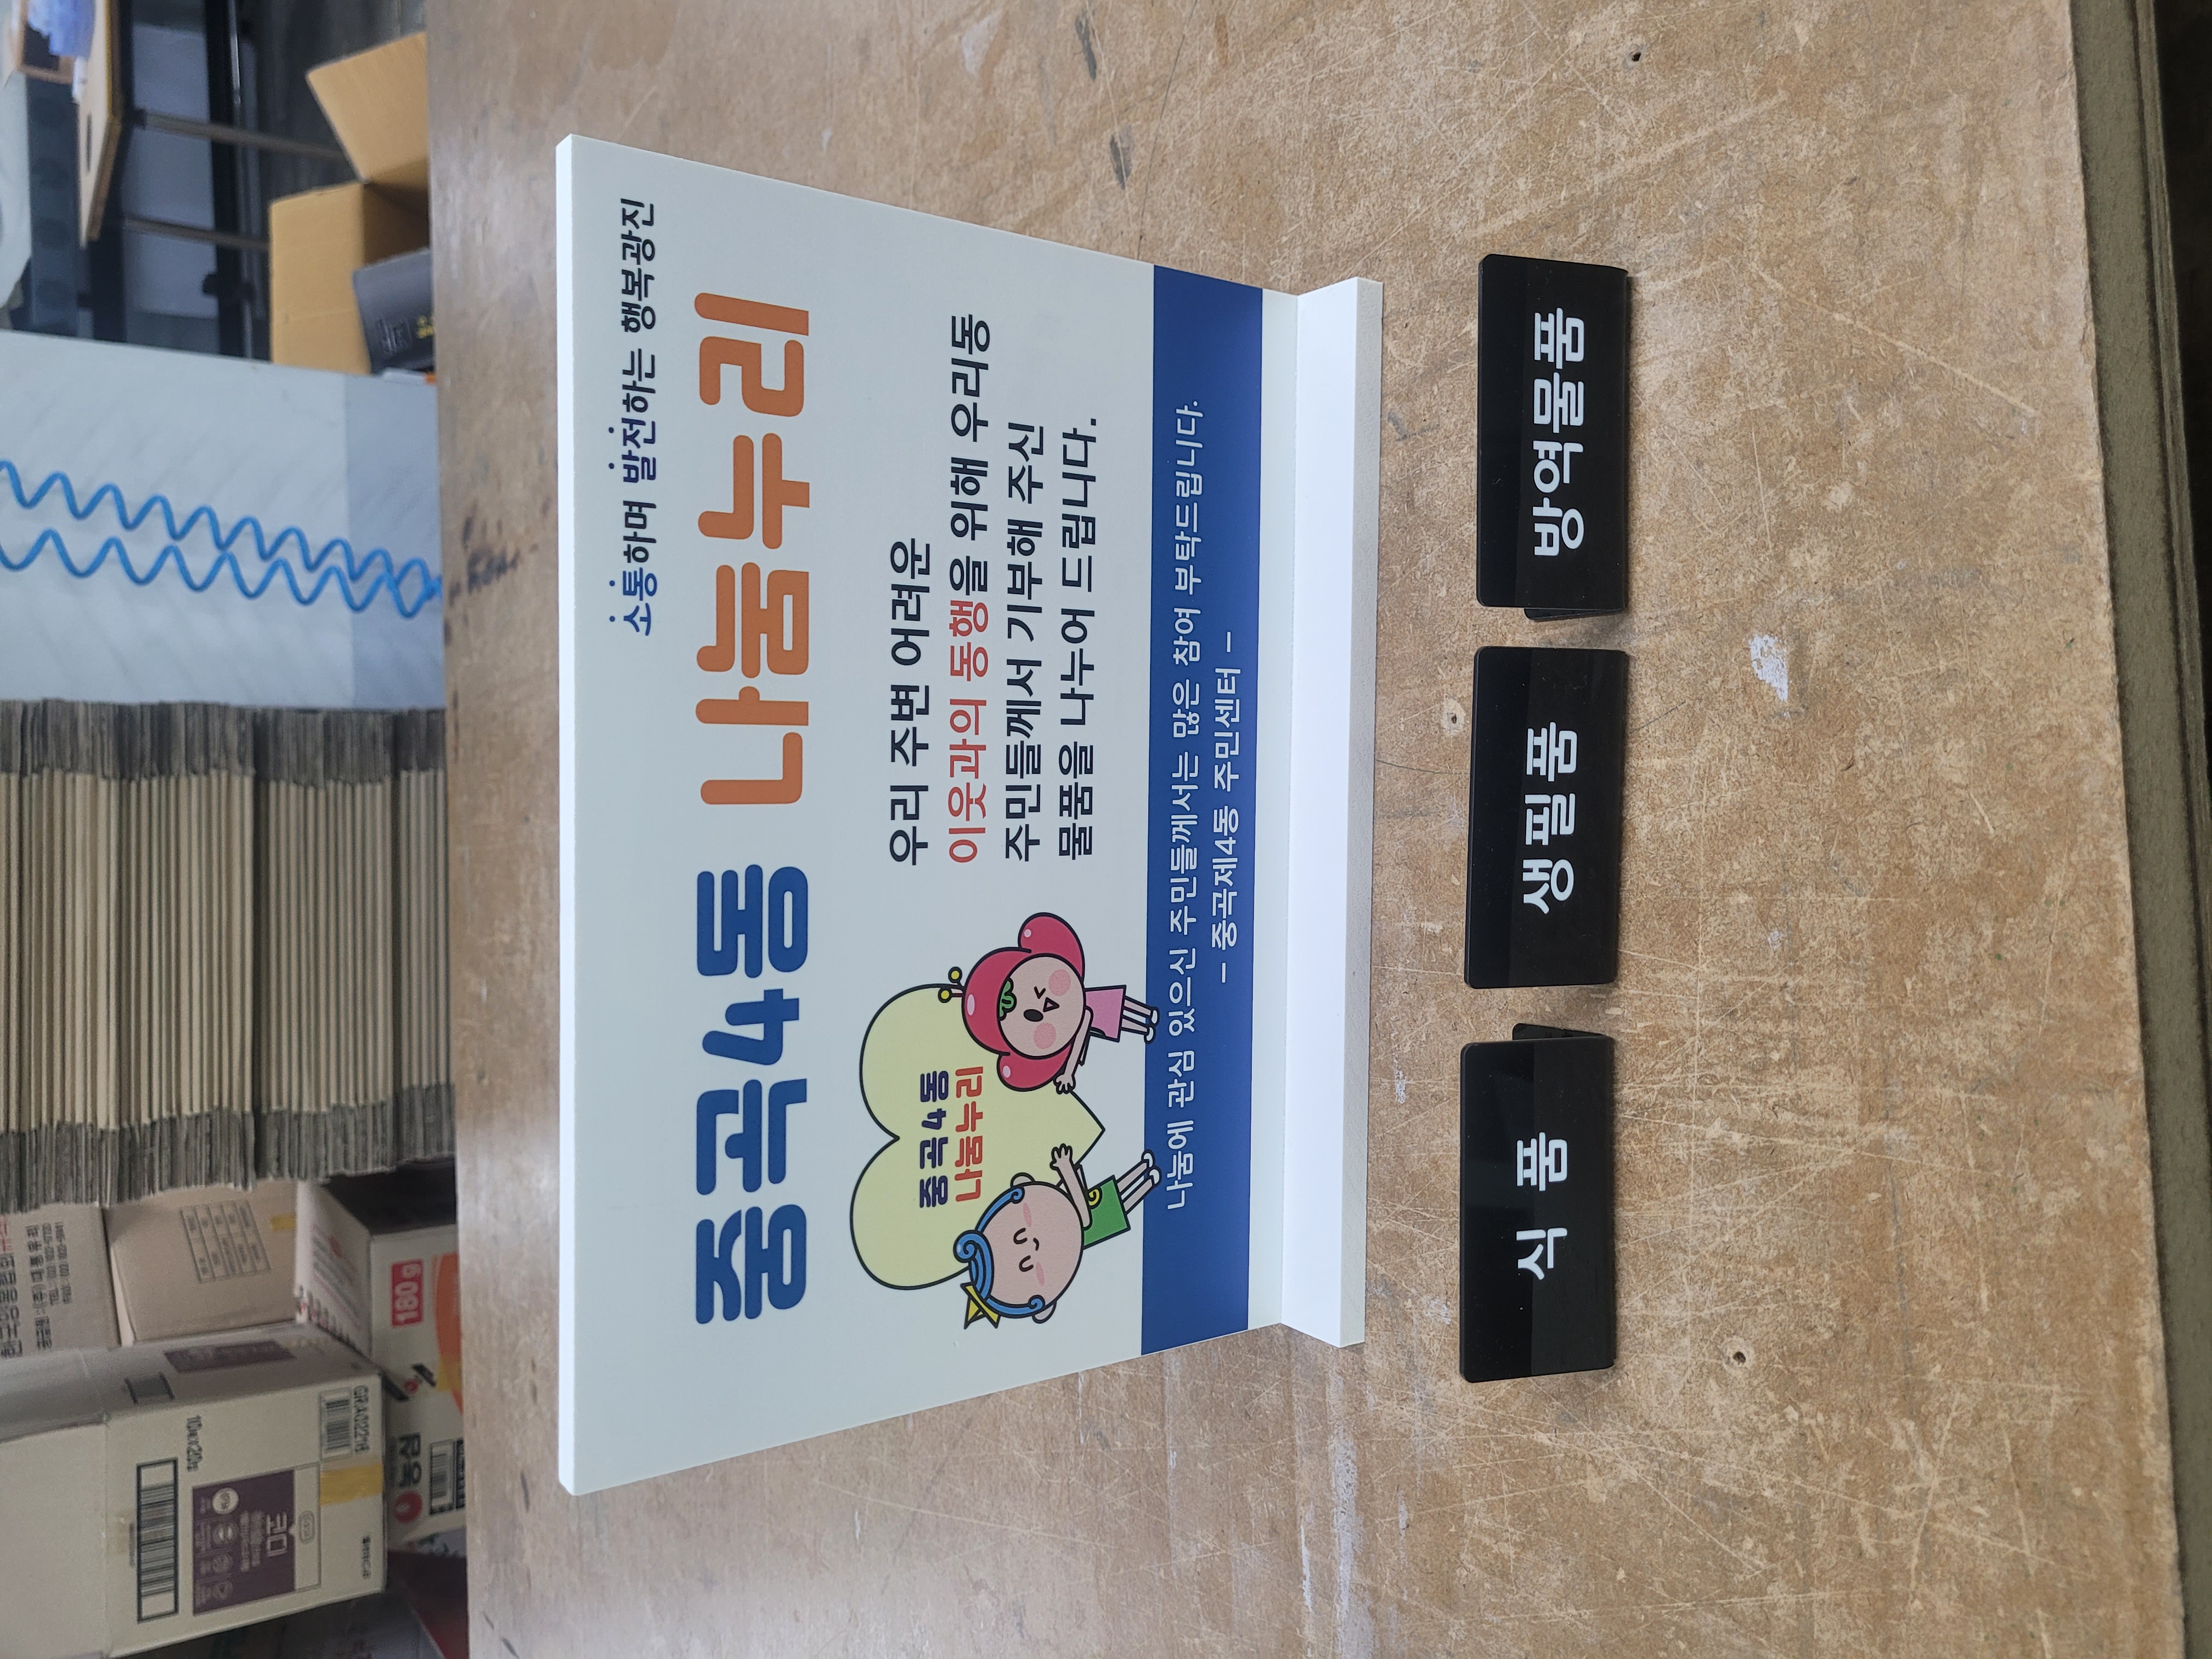 소통하며 발전하는 행복광진
중곡4동 나눔누리
중곡4동
나눔누리
우리 주변 어려운
이웃과의 동행을 위해 우리동
주민들께서 기부해 주신
물품을 나누어 드립니다.
나눔에 관심 있으신 주민들께서는 많은 참여 부탁드립니다.
- 중곡제4동 주민센터 -
식 품
생필품
방역물품
180g
농심
코디